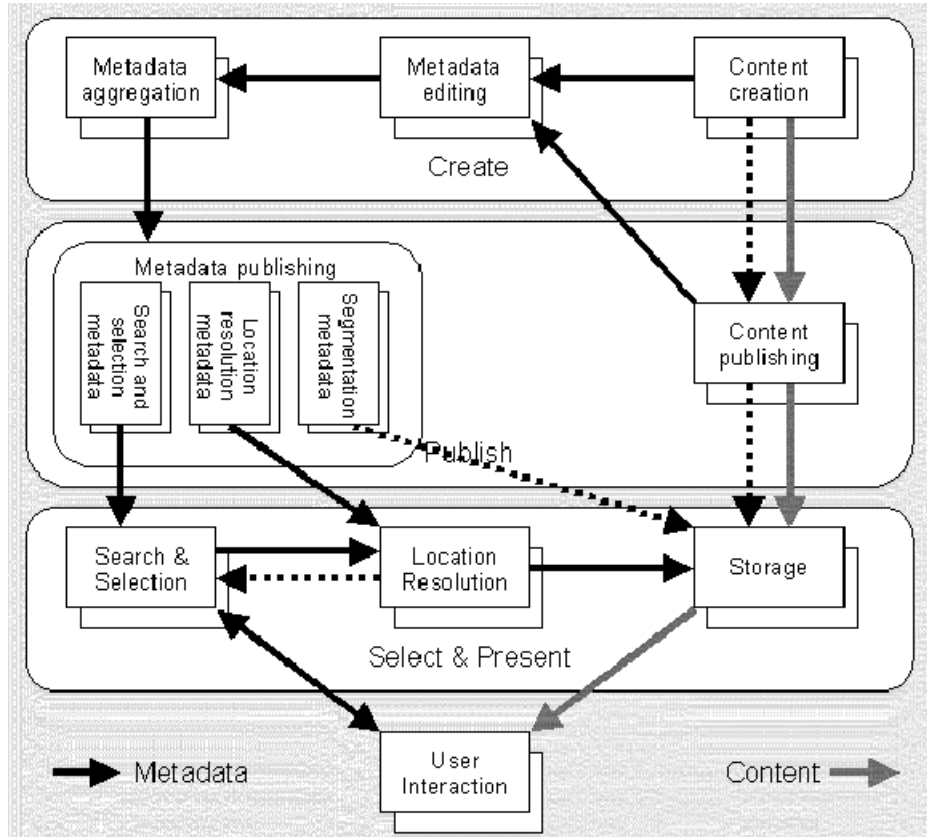 Metadata
aggregation
Metadata
editing
Content
creation
Create
Metadata publishing
Search and
selection
metadata
Location
resolution
metadata
Segmentation
metadata
Content
publishing
Publish
Search &
Selection
Location
Resolution
Storage
Select & Present
User
Interaction
Metadata
Content